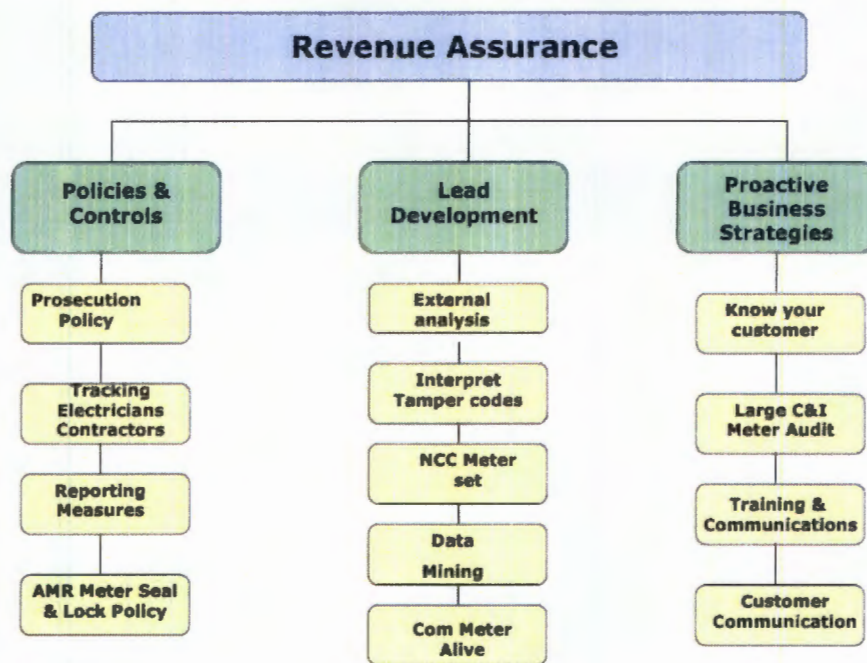 Revenue Assurance
Policies &
Controls
Prosecution
Policy
Tracking
Electricians
Contractors
Reporting
Measures
AMR Meter Seal
& Lock Policy
Lead
Development
External
analysis
Interpret
Tamper codes
NCC Meter
set
Data
Mining
Com Meter
Alive
Proactive
Business
Strategies
Know your
customer
Large C&I
Meter Audit
Training &
Communications
Customer
Communication